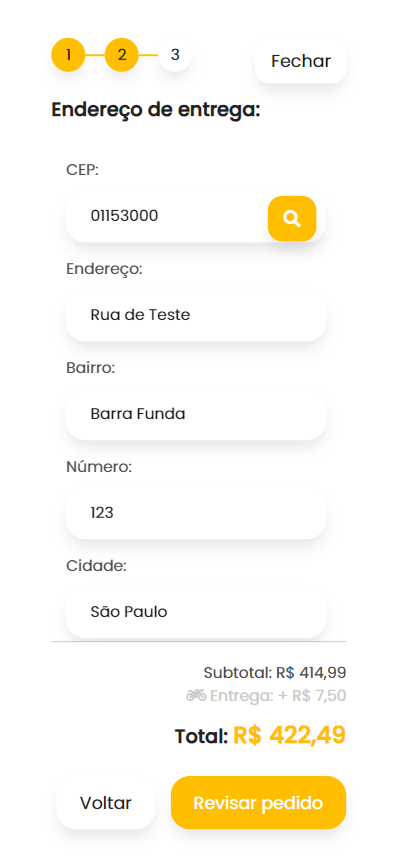 1 2 3 Fechar
Endereço de entrega:
CEP:
01153000
Endereço:
Rua de Teste
Bairro:
Barra Funda
Número:
123
Cidade:
São Paulo
Subtotal: R$ 414,99
Entrega: + R$ 7,50
Total: R$ 422,49
Voltar Revisar pedido